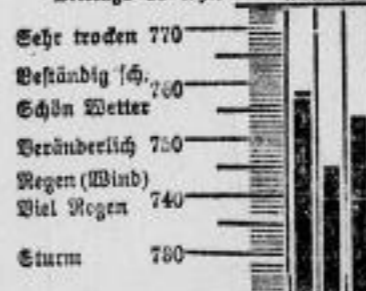 Sehr trocken 770
Beständig sch. 760
Schön Wetter
Veränderlich 750
Regen (Wind)
Viel Regen 740
Sturm 730